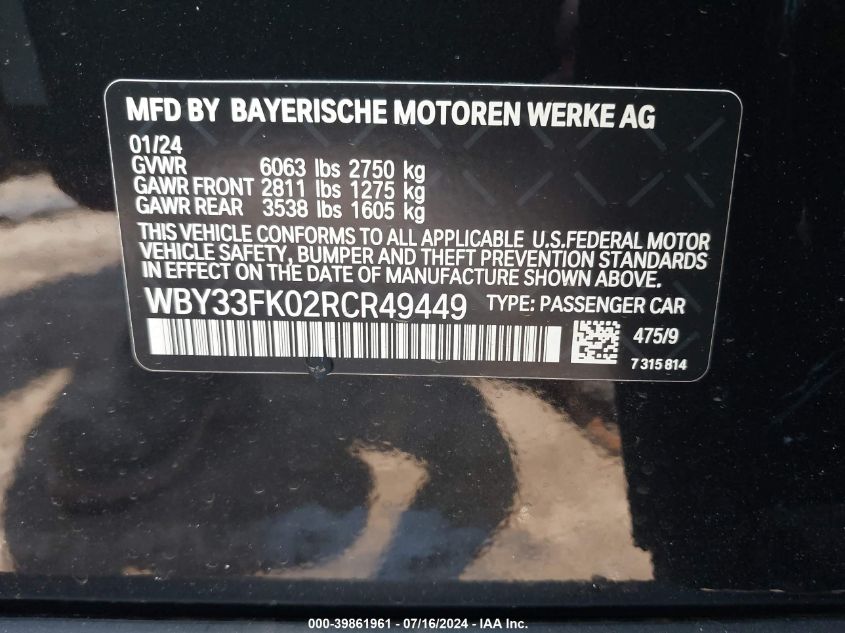 MFD BY BAYERISCHE MOTOREN WERKE AG
01/24
GVWR 6063 lbs 2750 kg
GAWR FRONT 2811 lbs 1275 kg
GAWR REAR 3538 lbs 1605 kg
THIS VEHICLE CONFORMS TO ALL APPLICABLE U.S.FEDERAL MOTOR
VEHICLE SAFETY, BUMPER AND THEFT PREVENTION STANDARDS
IN EFFECT ON THE DATE OF MANUFACTURE SHOWN ABOVE.
WBY33FK02RCR49449 TYPE: PASSENGER CAR
475/9
7 315 814
000-39861961 - 07/16/2024 - IAA Inc.